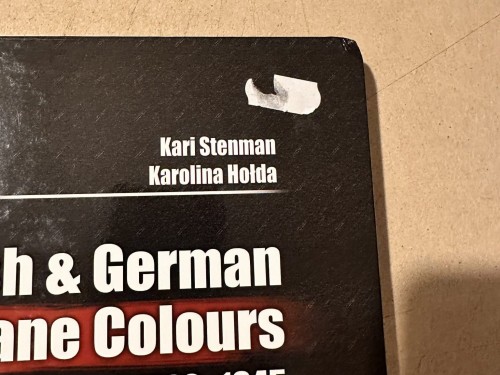 Kari Stenman
Karolina Hołda
h & German
ane Colours